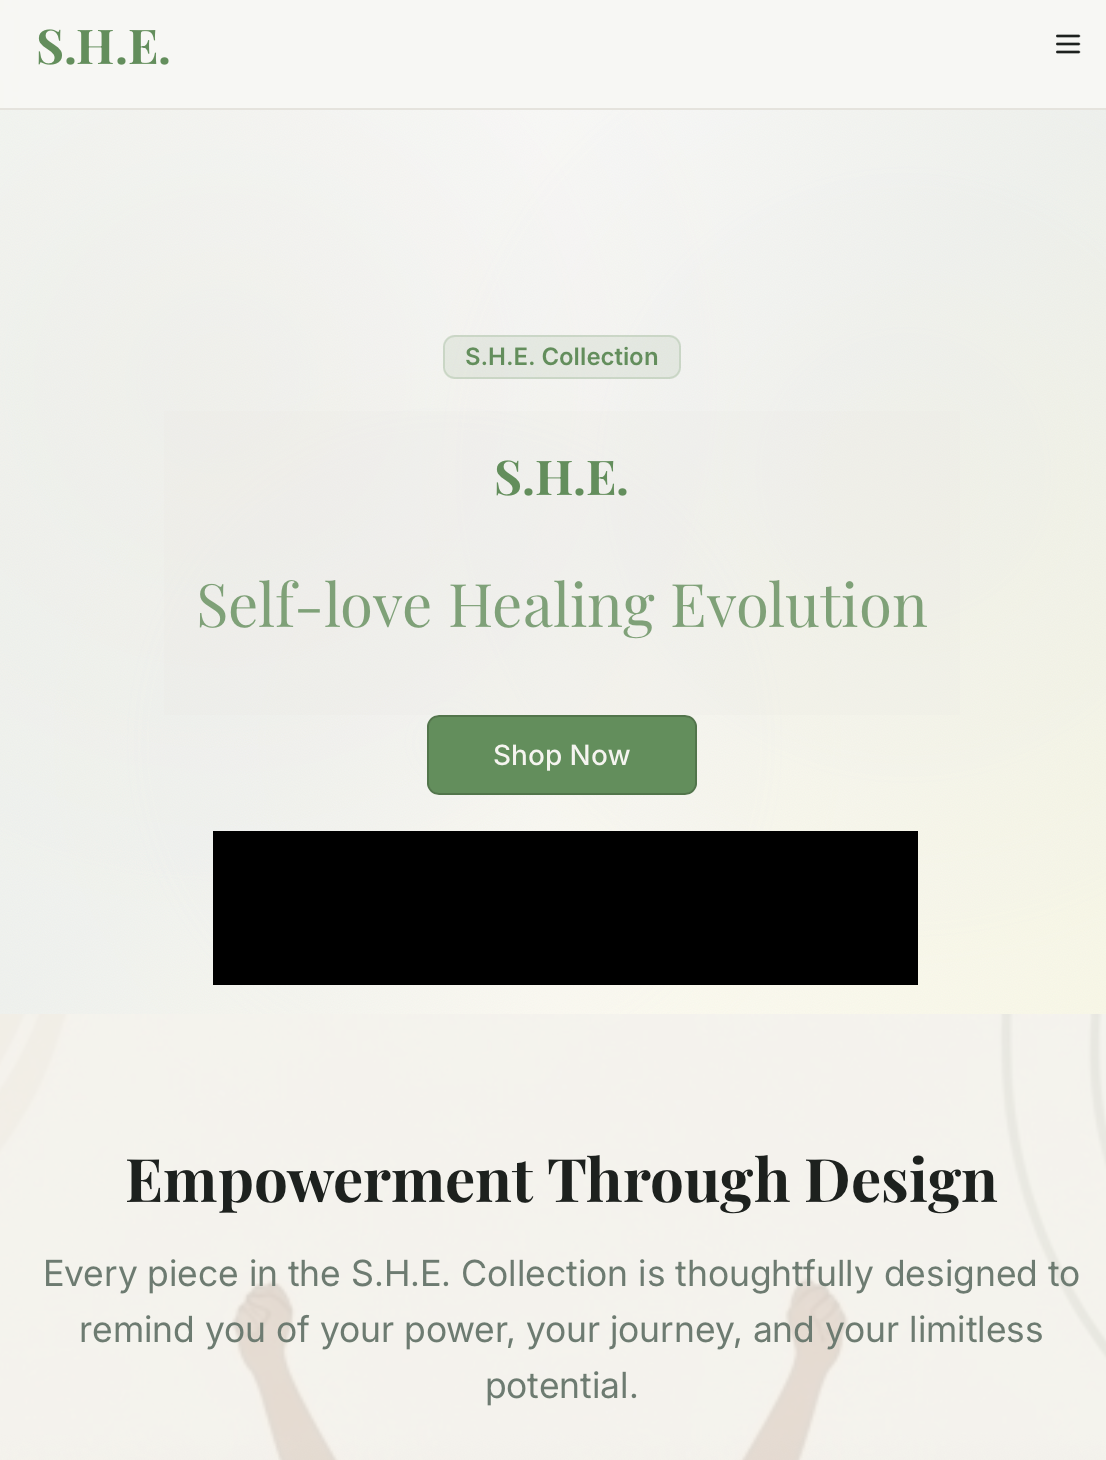 S.H.E.
S.H.E. Collection
S.H.E.
Self-love Healing Evolution
Shop Now
Empowerment Through Design
Every piece in the S.H.E. Collection is thoughtfully designed to
remind you of your power, your journey, and your limitless
potential.